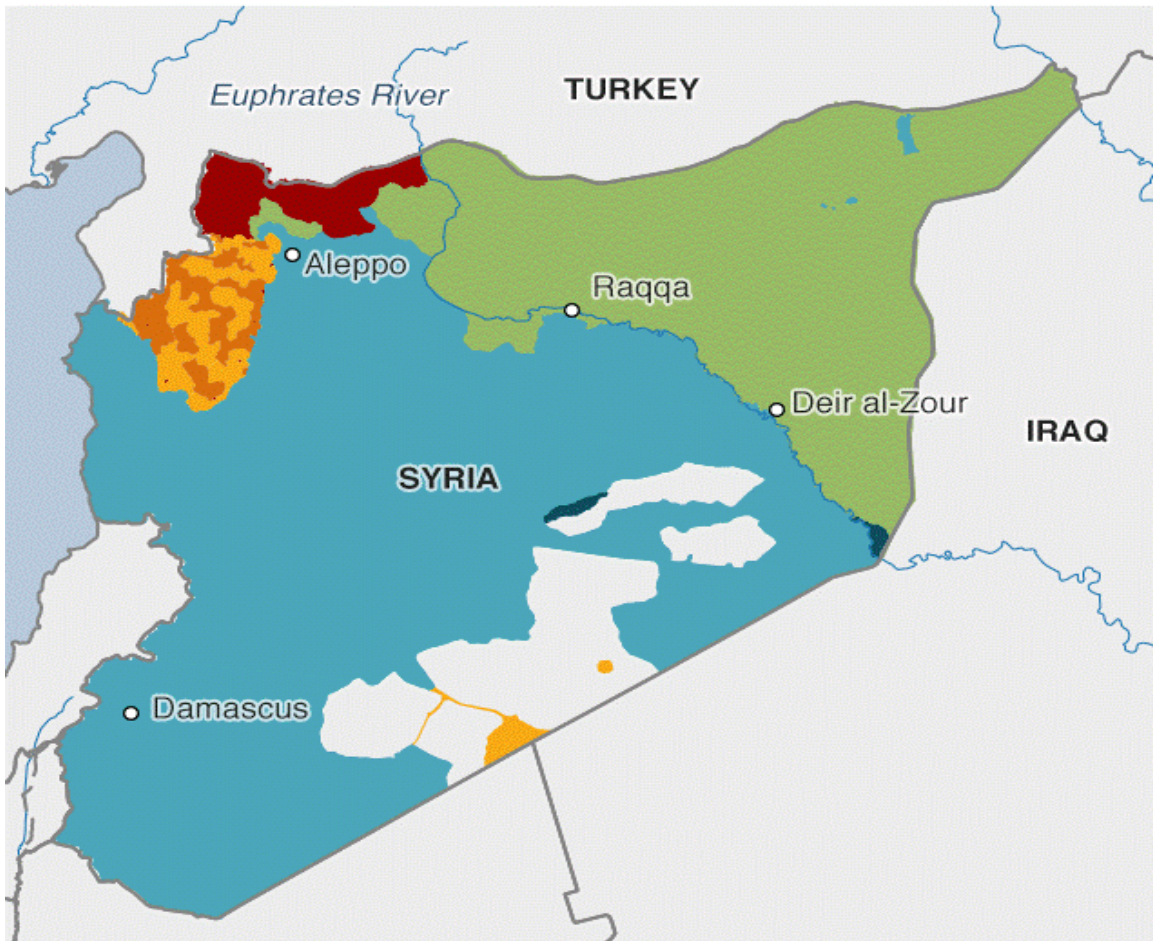 TURKEY
Euphrates River
Aleppo
Raqqa
Deir al-Zour
IRAQ
SYRIA
Damascus